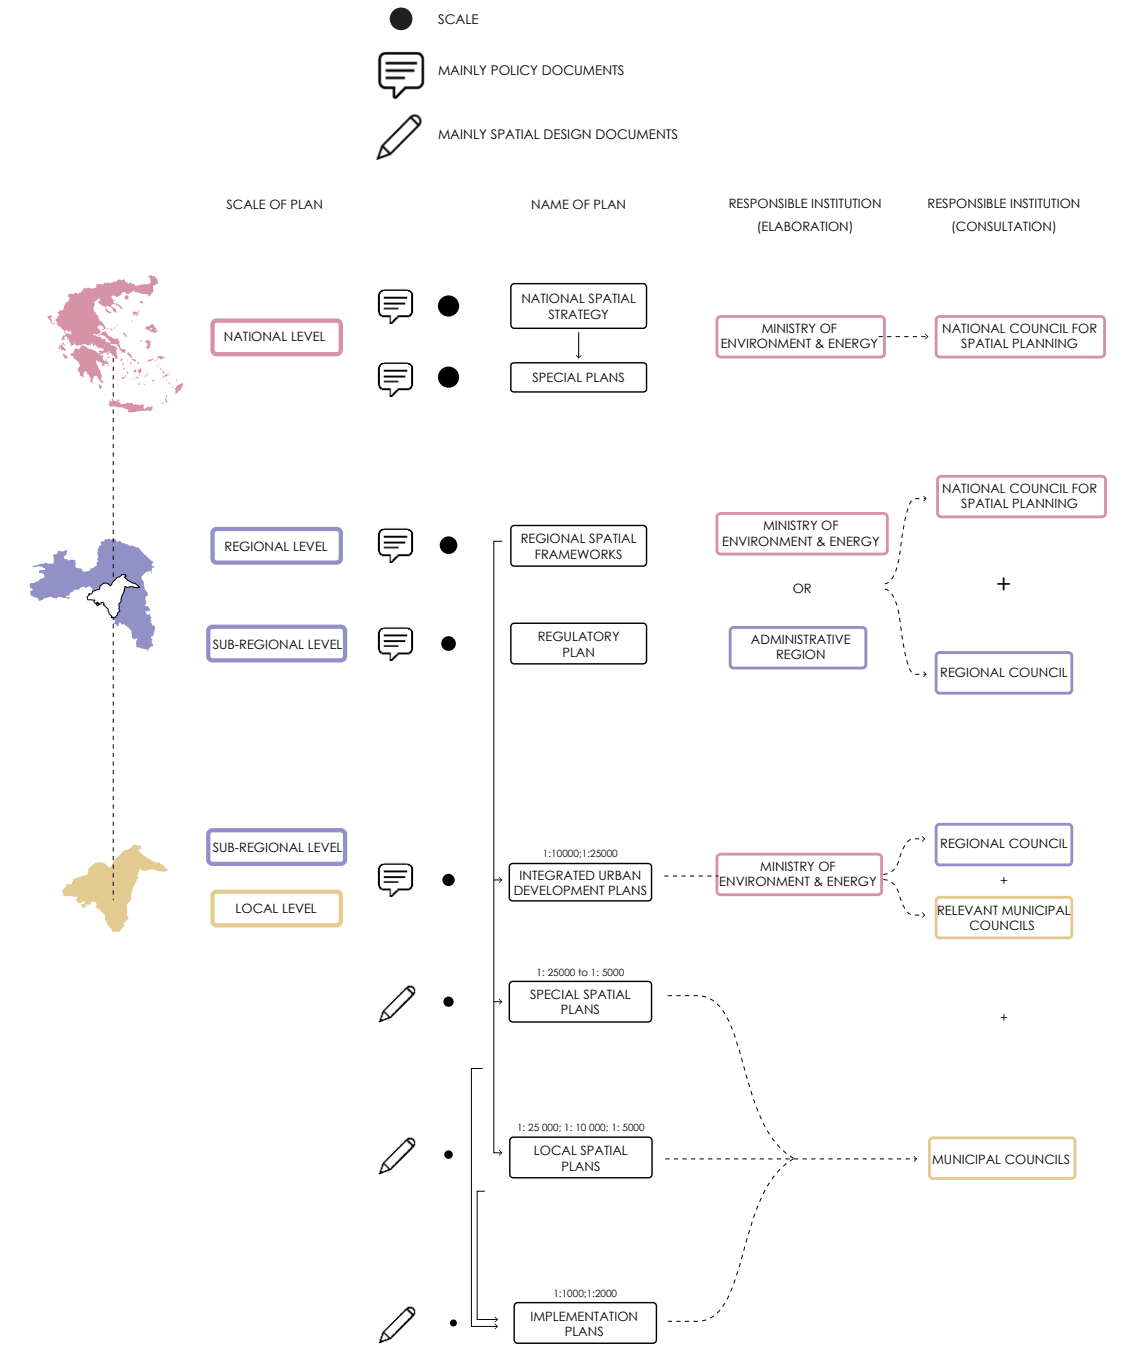 SCALE
MAINLY POLICY DOCUMENTS
MAINLY SPATIAL DESIGN DOCUMENTS
SCALE OF PLAN
NAME OF PLAN
RESPONSIBLE INSTITUTION
(ELABORATION)
RESPONSIBLE INSTITUTION
(CONSULTATION)
NATIONAL LEVEL
NATIONAL SPATIAL
STRATEGY
SPECIAL PLANS
MINISTRY OF
ENVIRONMENT & ENERGY
NATIONAL COUNCIL FOR
SPATIAL PLANNING
REGIONAL LEVEL
REGIONAL SPATIAL
FRAMEWORKS
MINISTRY OF
ENVIRONMENT & ENERGY
NATIONAL COUNCIL FOR
SPATIAL PLANNING
OR
+
SUB-REGIONAL LEVEL
REGULATORY
PLAN
ADMINISTRATIVE
REGION
REGIONAL COUNCIL
SUB-REGIONAL LEVEL
LOCAL LEVEL
1:10000;1:25000
INTEGRATED URBAN
DEVELOPMENT PLANS
MINISTRY OF
ENVIRONMENT & ENERGY
REGIONAL COUNCIL
+
RELEVANT MUNICIPAL
COUNCILS
1: 25000 to 1: 5000
SPECIAL SPATIAL
PLANS
+
1: 25 000; 1: 10 000; 1: 5000
LOCAL SPATIAL
PLANS
MUNICIPAL COUNCILS
1:1000;1:2000
IMPLEMENTATION
PLANS